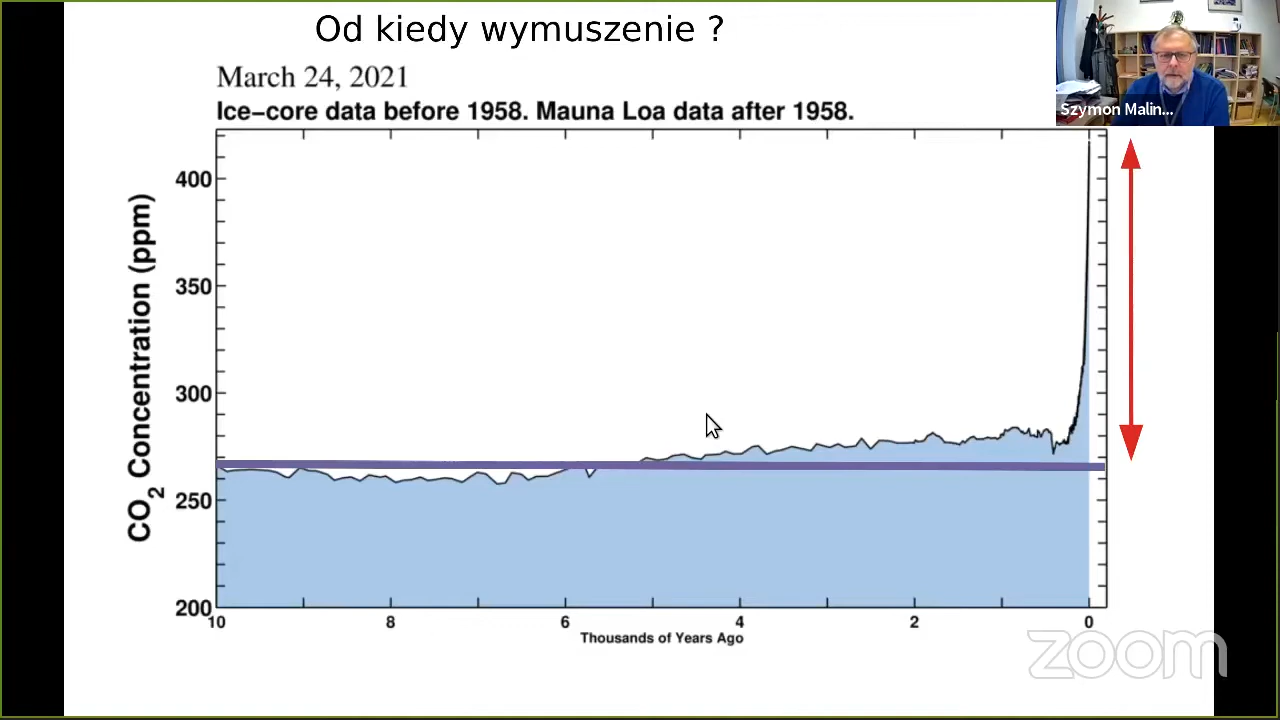 Od kiedy wymuszenie ?
March 24, 2021
Ice-core data before 1958. Mauna Loa data after 1958.
Szymon Malin...
CO2 Concentration (ppm)
400
350
300
250
200
10 8 6 4 2 0
Thousands of Years Ago
zoom